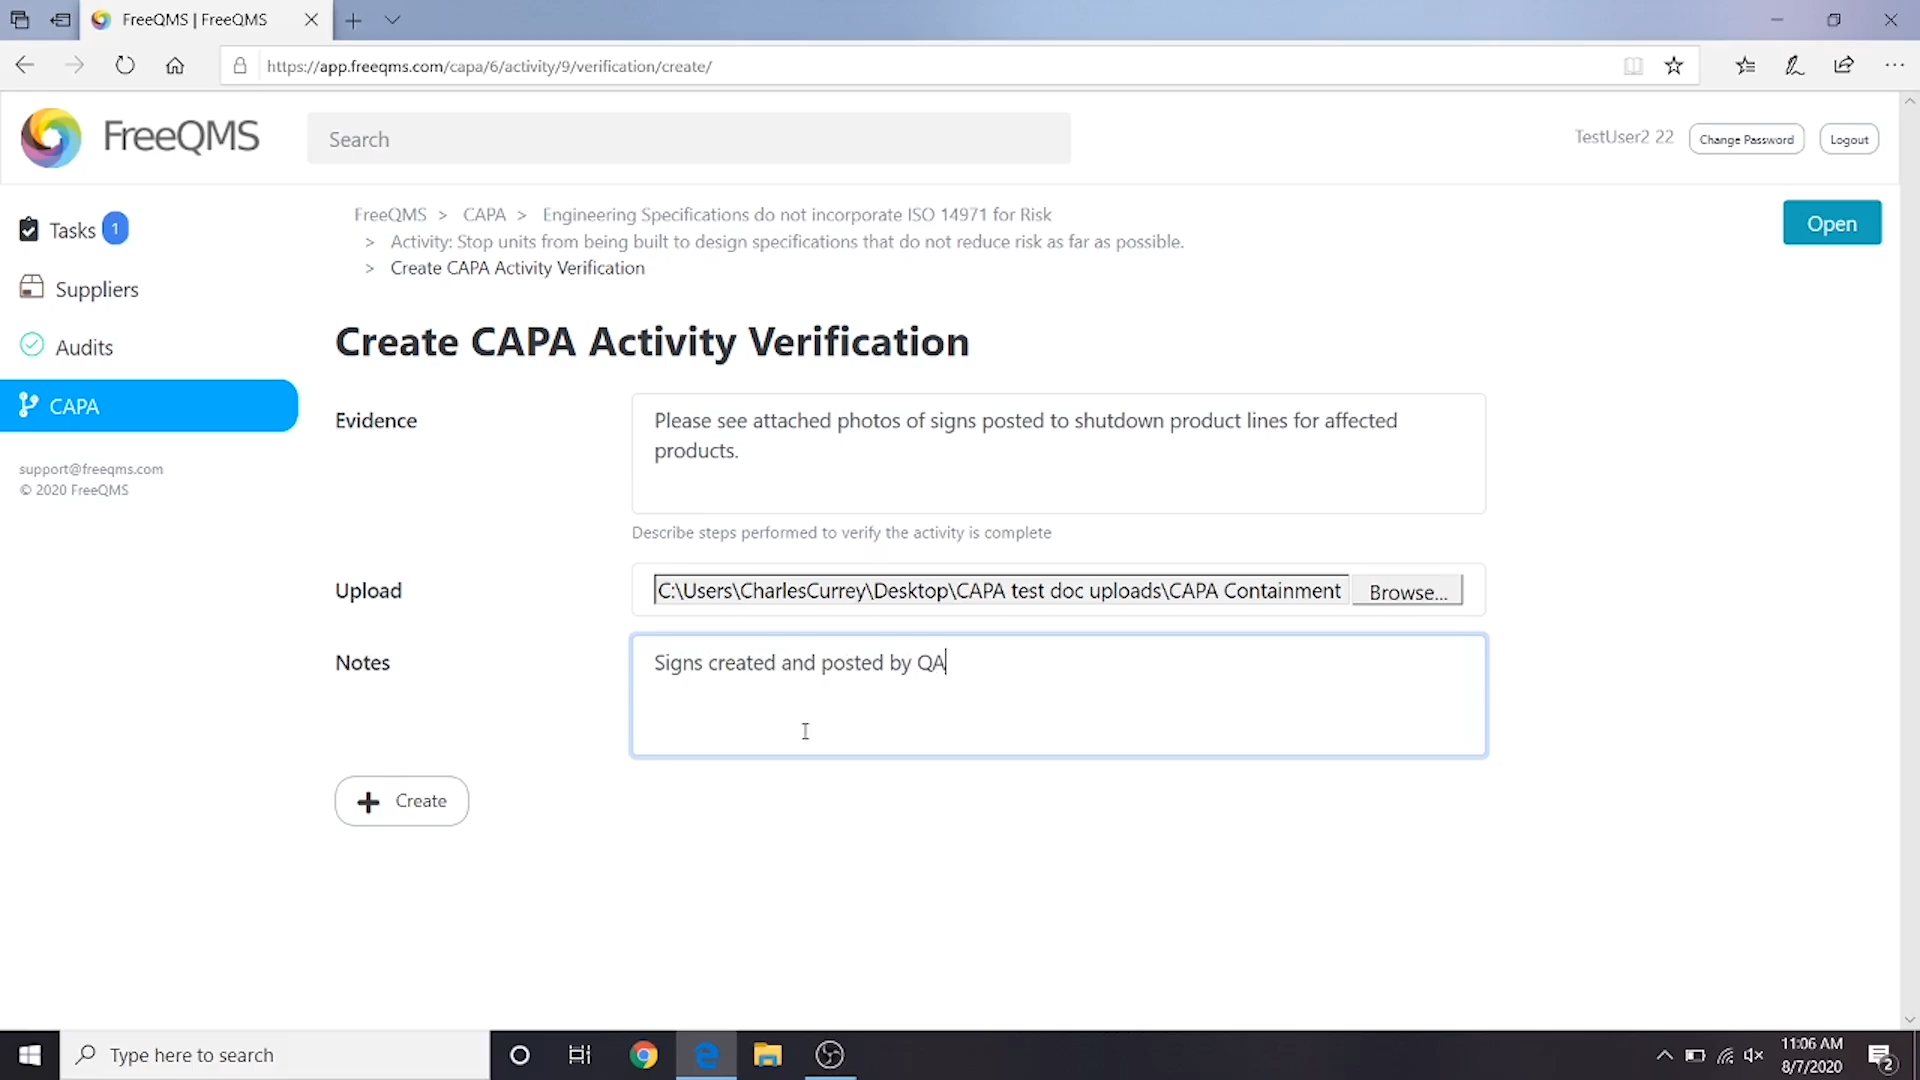 FreeQMS | FreeQMS
https://app.freeqms.com/capa/6/activity/9/verification/create/
FreeQMS
Search
TestUser2 22
Change Password
Logout
Tasks 1
Suppliers
Audits
CAPA
support@freeqms.com
© 2020 FreeQMS
FreeQMS > CAPA > Engineering Specifications do not incorporate ISO 14971 for Risk
> Activity: Stop units from being built to design specifications that do not reduce risk as far as possible.
> Create CAPA Activity Verification
Open
Create CAPA Activity Verification
Evidence
Please see attached photos of signs posted to shutdown product lines for affected
products.
Describe steps performed to verify the activity is complete
Upload
C:\Users\CharlesCurrey\Desktop\CAPA test doc uploads\CAPA Containment
Browse...
Notes
Signs created and posted by QA
Create
Type here to search
11:06 AM
8/7/2020
2